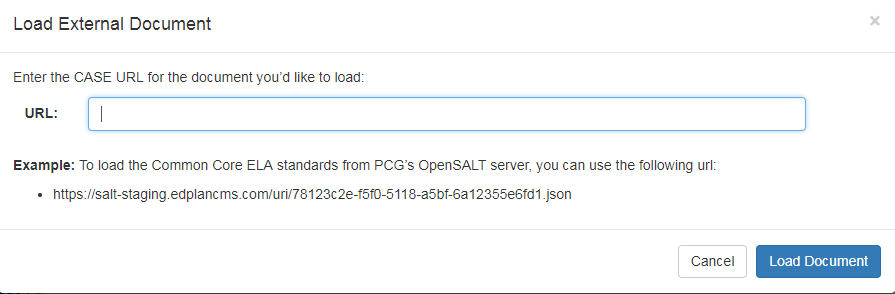 Load External Document ×
Enter the CASE URL for the document you’d like to load:
URL:
Example: To load the Common Core ELA standards from PCG’s OpenSALT server, you can use the following url:
• https://salt-staging.edplancms.com/uri/78123c2e-f5f0-5118-a5bf-6a12355e6fd1.json
Cancel Load Document